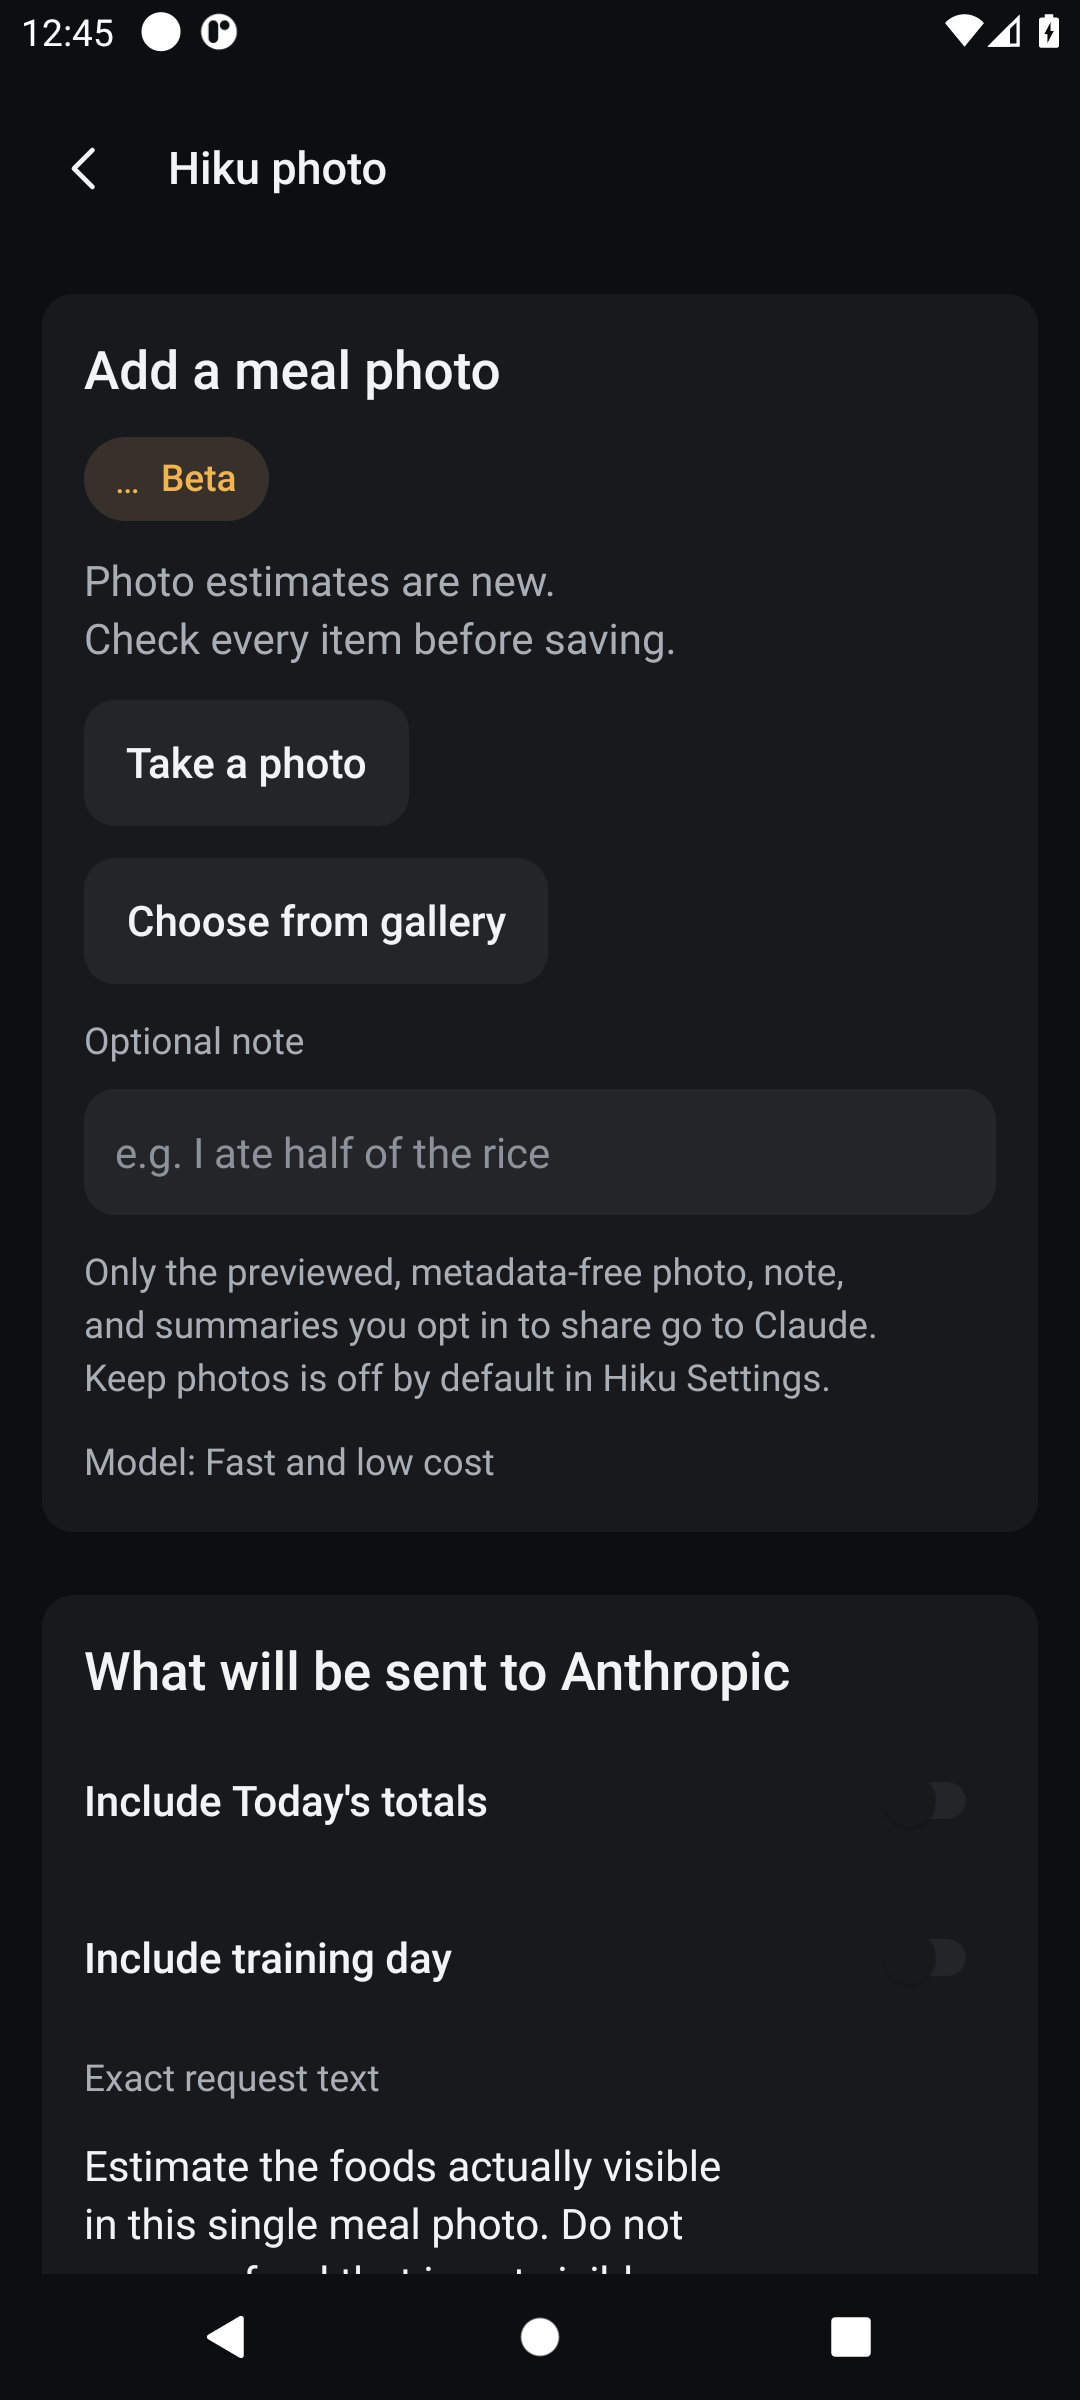 12:45
Hiku photo
Add a meal photo
... Beta
Photo estimates are new.
Check every item before saving.
Take a photo
Choose from gallery
Optional note
e.g. I ate half of the rice
Only the previewed, metadata-free photo, note,
and summaries you opt in to share go to Claude.
Keep photos is off by default in Hiku Settings.
Model: Fast and low cost
What will be sent to Anthropic
Include Today's totals
Include training day
Exact request text
Estimate the foods actually visible
in this single meal photo. Do not